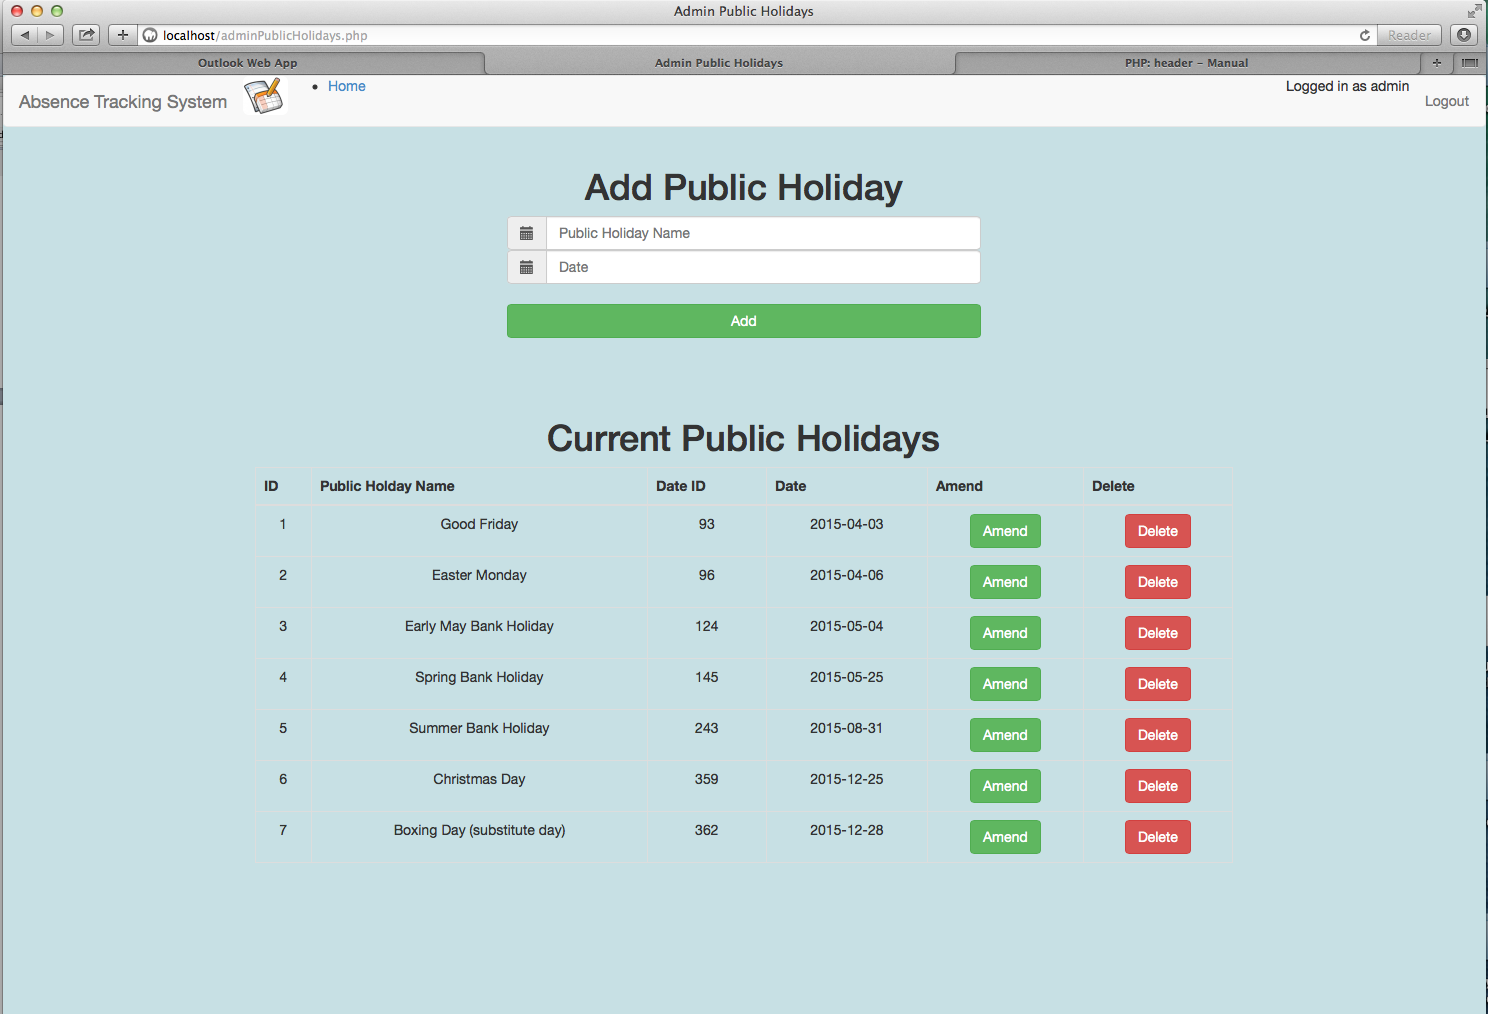 Admin Public Holidays
localhost/adminPublicHolidays.php
Reader
Outlook Web App
Admin Public Holidays
PHP: header – Manual
Absence Tracking System
Home
Logged in as admin
Logout
Add Public Holiday
Public Holiday Name
Date
Add
Current Public Holidays
ID Public Holday Name Date ID Date Amend Delete
1 Good Friday 93 2015-04-03 Amend Delete
2 Easter Monday 96 2015-04-06 Amend Delete
3 Early May Bank Holiday 124 2015-05-04 Amend Delete
4 Spring Bank Holiday 145 2015-05-25 Amend Delete
5 Summer Bank Holiday 243 2015-08-31 Amend Delete
6 Christmas Day 359 2015-12-25 Amend Delete
7 Boxing Day (substitute day) 362 2015-12-28 Amend Delete